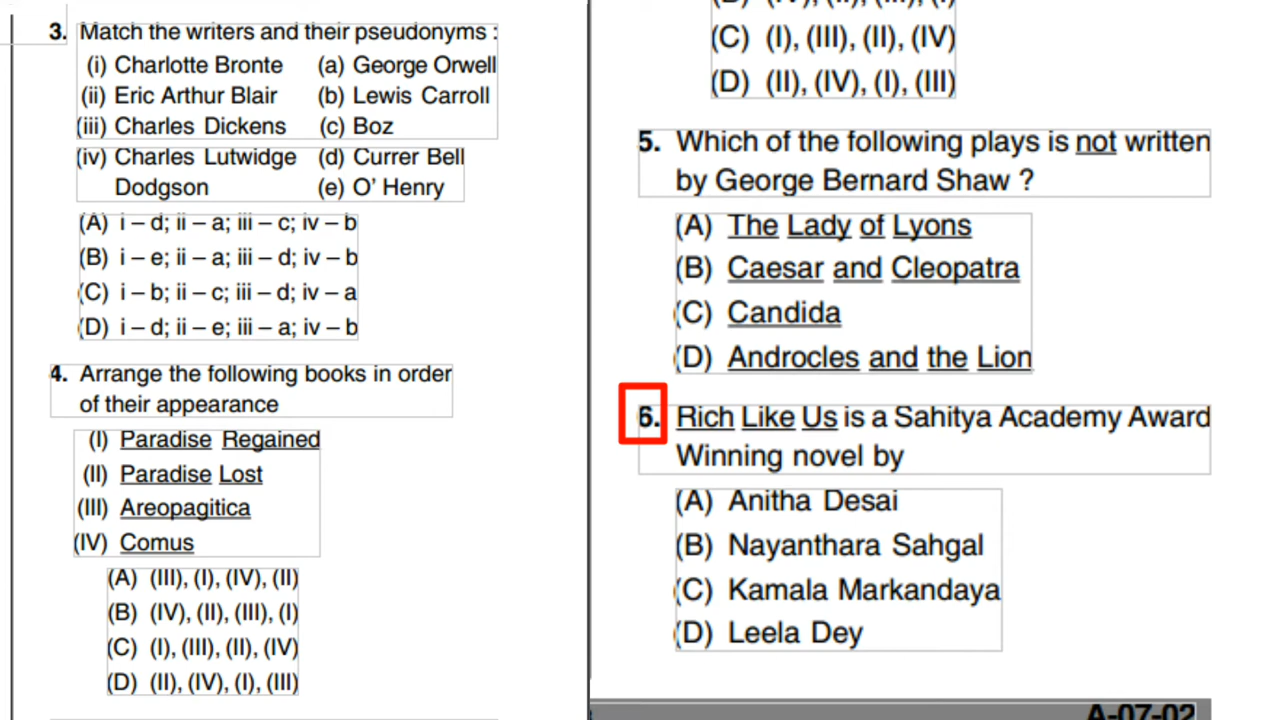 3. Match the writers and their pseudonyms :
(i) Charlotte Bronte (a) George Orwell
(ii) Eric Arthur Blair (b) Lewis Carroll
(iii) Charles Dickens (c) Boz
(iv) Charles Lutwidge (d) Currer Bell
Dodgson (e) O' Henry
(A) i – d; ii – a; iii – c; iv – b
(B) i – e; ii – a; iii – d; iv – b
(C) i – b; ii – c; iii – d; iv – a
(D) i – d; ii – e; iii – a; iv – b
4. Arrange the following books in order
of their appearance
(I) Paradise Regained
(II) Paradise Lost
(III) Areopagitica
(IV) Comus
(A) (III), (I), (IV), (II)
(B) (IV), (II), (III), (I)
(C) (I), (III), (II), (IV)
(D) (II), (IV), (I), (III)
(C) (I), (III), (II), (IV)
(D) (II), (IV), (I), (III)
5. Which of the following plays is not written
by George Bernard Shaw ?
(A) The Lady of Lyons
(B) Caesar and Cleopatra
(C) Candida
(D) Androcles and the Lion
6. Rich Like Us is a Sahitya Academy Award
Winning novel by
(A) Anitha Desai
(B) Nayanthara Sahgal
(C) Kamala Markandaya
(D) Leela Dey
A-07-02